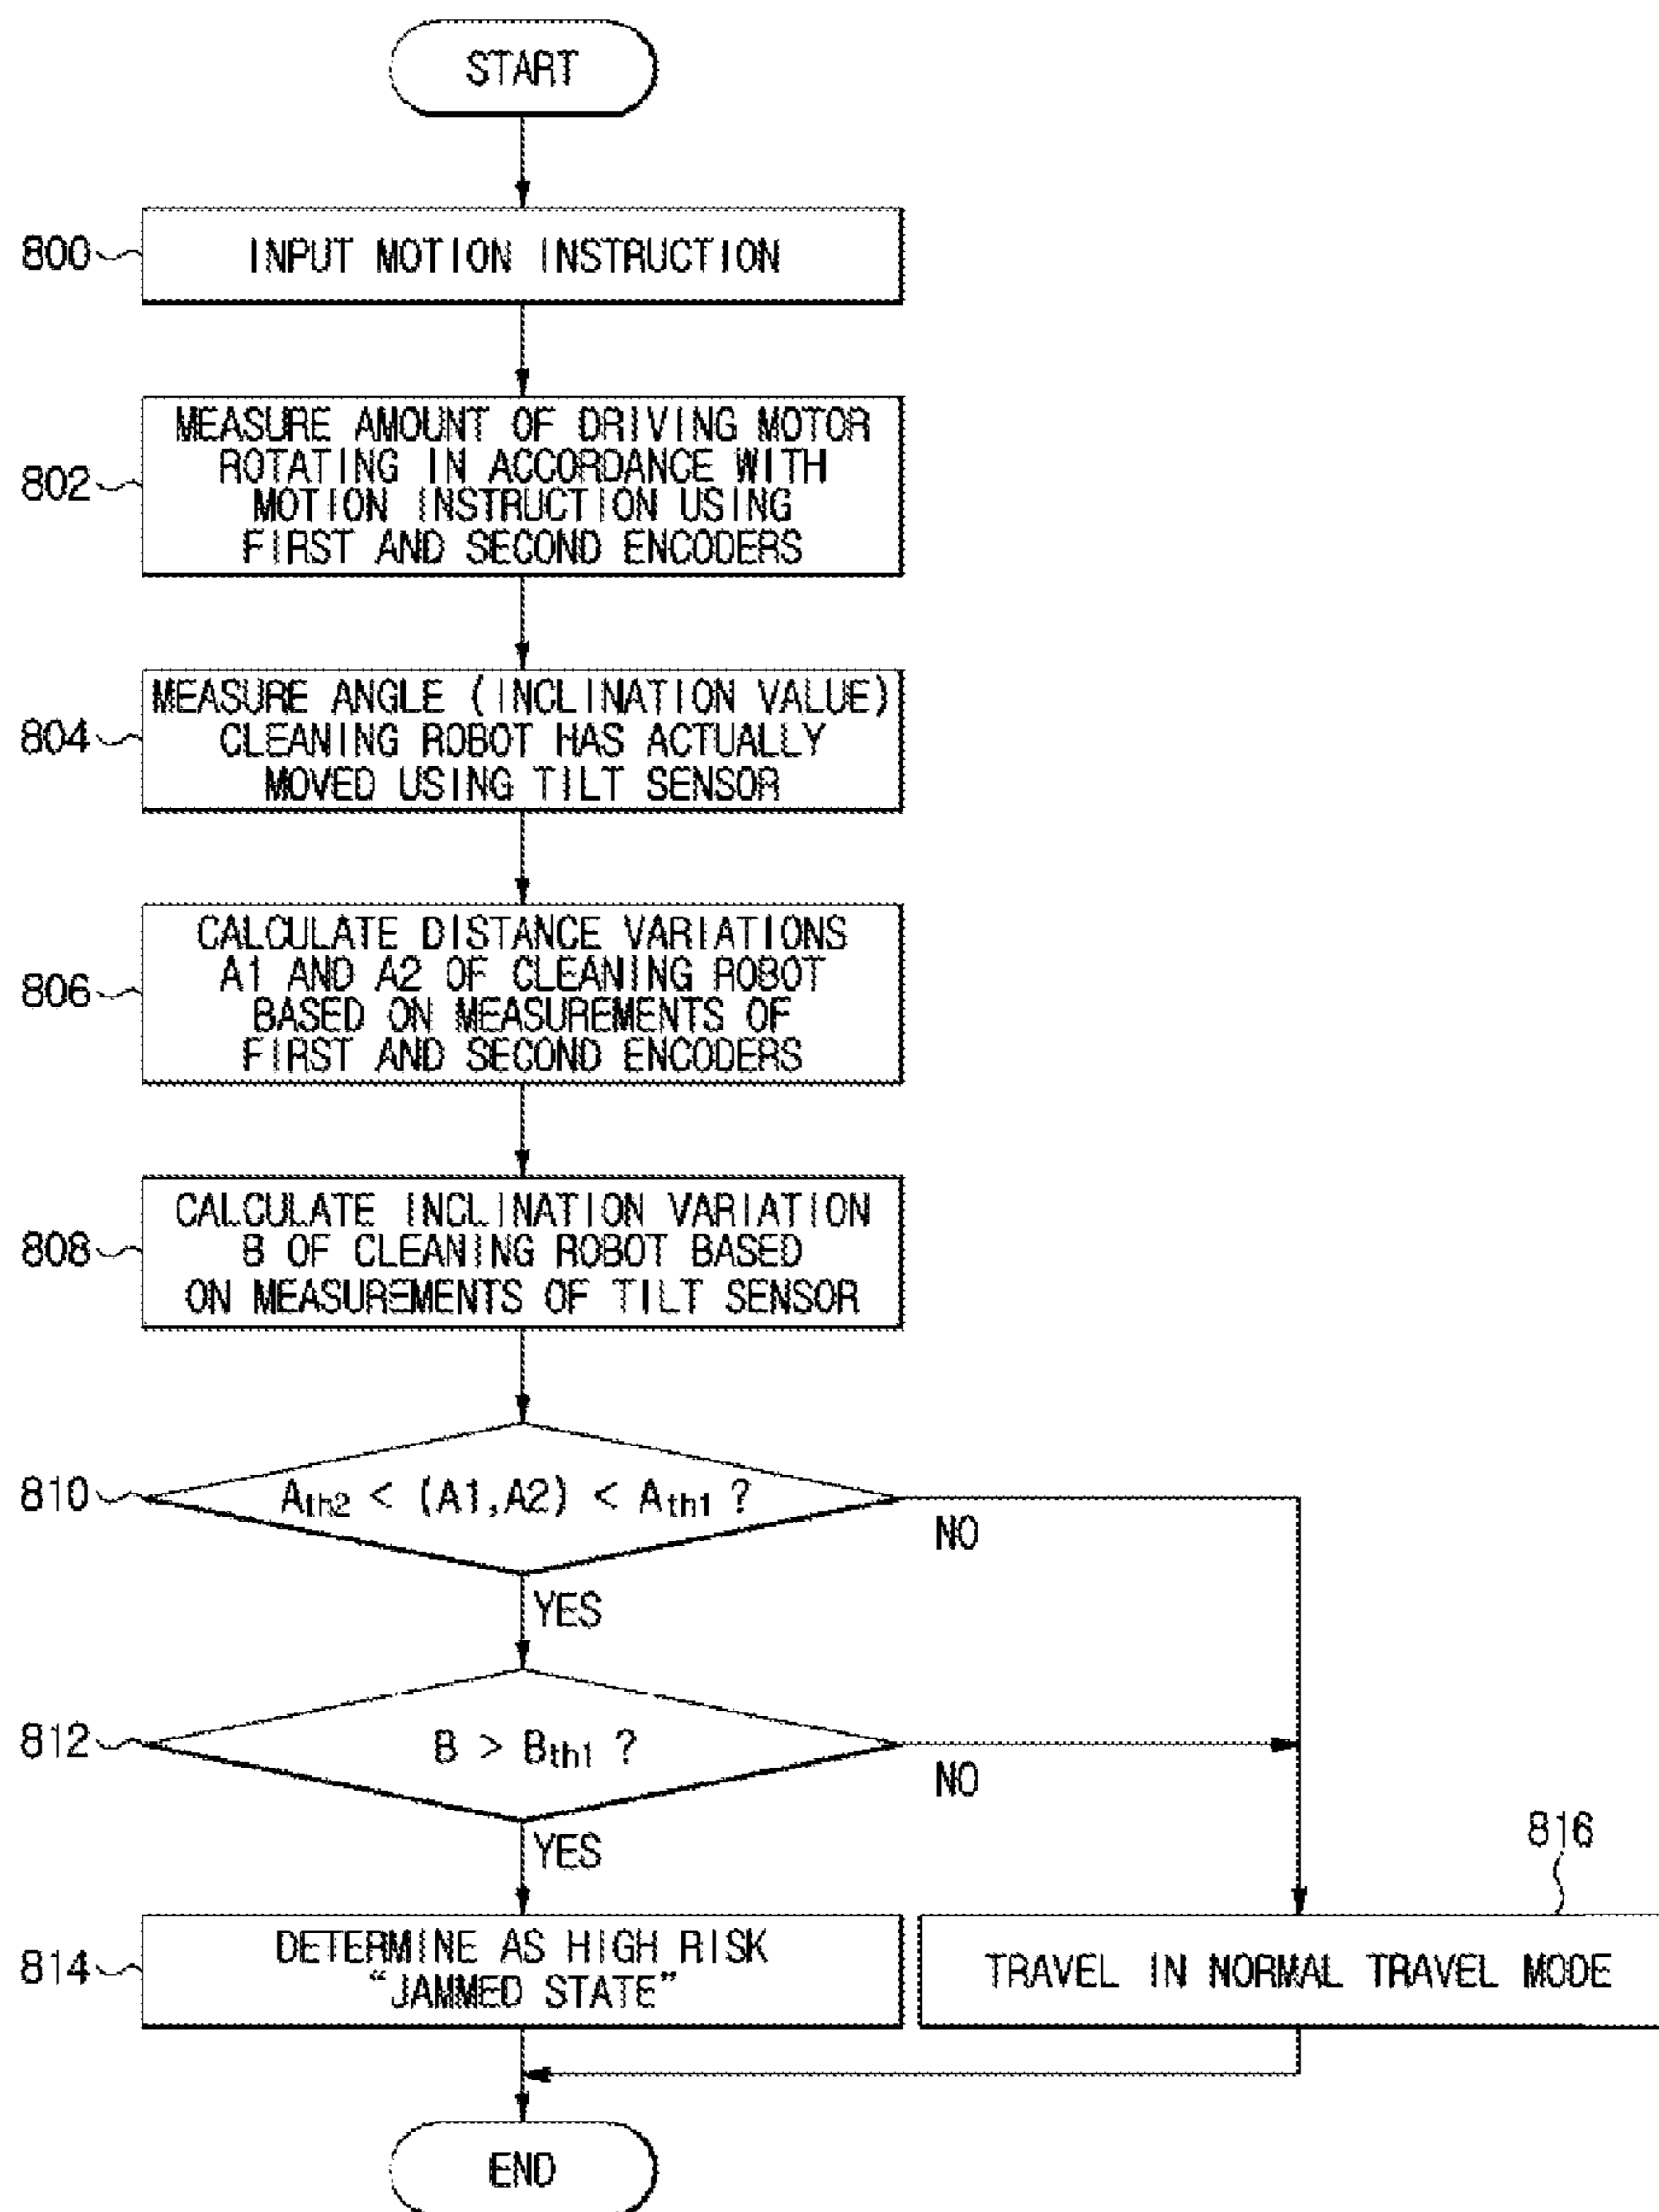 START
800
INPUT MOTION INSTRUCTION
802
MEASURE AMOUNT OF DRIVING MOTOR
ROTATING IN ACCORDANCE WITH
MOTION INSTRUCTION USING
FIRST AND SECOND ENCODERS
804
MEASURE ANGLE (INCLINATION VALUE)
CLEANING ROBOT HAS ACTUALLY
MOVED USING TILT SENSOR
806
CALCULATE DISTANCE VARIATIONS
A1 AND A2 OF CLEANING ROBOT
BASED ON MEASUREMENTS OF
FIRST AND SECOND ENCODERS
808
CALCULATE INCLINATION VARIATION
B OF CLEANING ROBOT BASED
ON MEASUREMENTS OF TILT SENSOR
810
Ath2 < (A1,A2) < Ath1 ?
NO
YES
812
B > Bth1 ?
NO
YES
816
814
DETERMINE AS HIGH RISK
“JAMMED STATE”
TRAVEL IN NORMAL TRAVEL MODE
END